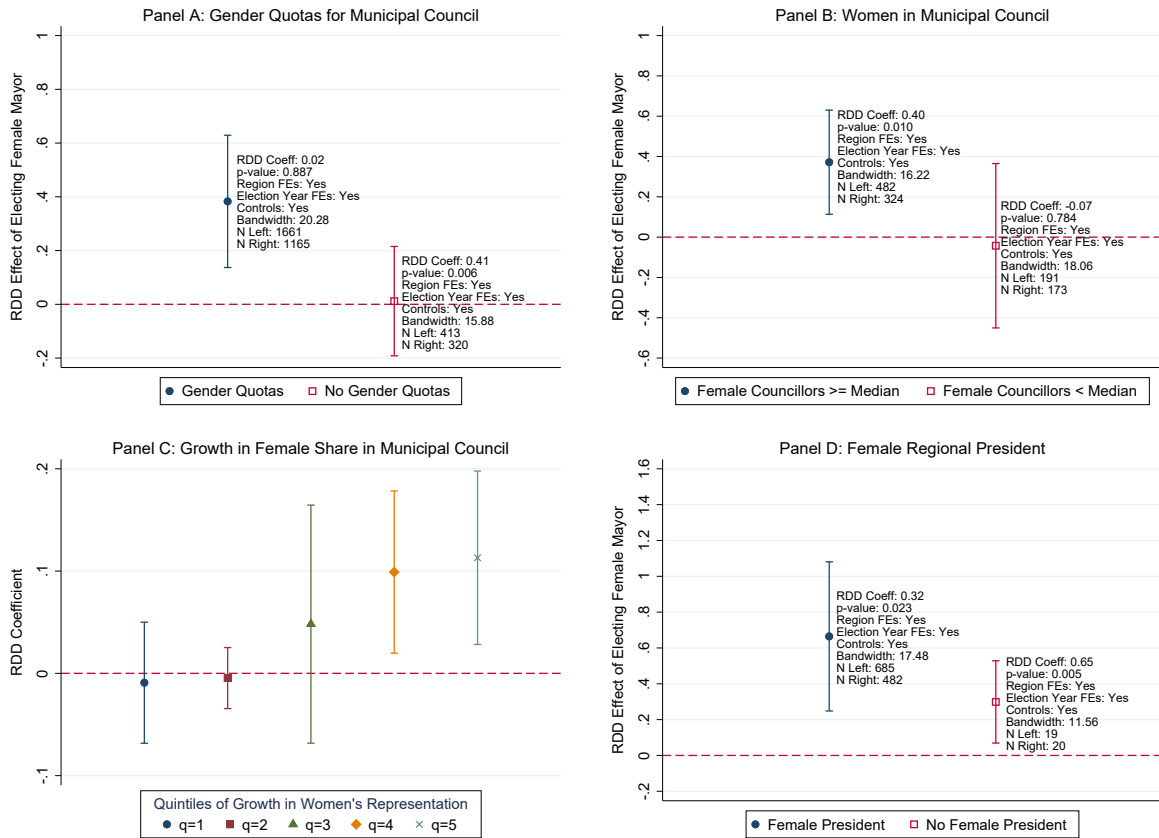 Panel A: Gender Quotas for Municipal Council
RDD Effect of Electing Female Mayor
1
.8
.6
.4
.2
0
-.2
RDD Coeff: 0.02
p-value: 0.887
Region FEs: Yes
Election Year FEs: Yes
Controls: Yes
Bandwidth: 20.28
N Left: 1661
N Right: 1165
RDD Coeff: 0.41
p-value: 0.006
Region FEs: Yes
Election Year FEs: Yes
Controls: Yes
Bandwidth: 15.88
N Left: 413
N Right: 320
Gender Quotas
No Gender Quotas
Panel B: Women in Municipal Council
RDD Effect of Electing Female Mayor
1
.8
.6
.4
.2
0
-.2
-.4
-.6
RDD Coeff: 0.40
p-value: 0.010
Region FEs: Yes
Election Year FEs: Yes
Controls: Yes
Bandwidth: 16.22
N Left: 482
N Right: 324
RDD Coeff: -0.07
p-value: 0.784
Region FEs: Yes
Election Year FEs: Yes
Controls: Yes
Bandwidth: 18.06
N Left: 191
N Right: 173
Female Councillors >= Median
Female Councillors < Median
Panel C: Growth in Female Share in Municipal Council
RDD Coefficient
.2
.1
0
-.1
Quintiles of Growth in Women's Representation
q=1
q=2
q=3
q=4
q=5
Panel D: Female Regional President
RDD Effect of Electing Female Mayor
1.6
1.4
1.2
1
.8
.6
.4
.2
0
-.2
RDD Coeff: 0.32
p-value: 0.023
Region FEs: Yes
Election Year FEs: Yes
Controls: Yes
Bandwidth: 17.48
N Left: 685
N Right: 482
RDD Coeff: 0.65
p-value: 0.005
Region FEs: Yes
Election Year FEs: Yes
Controls: Yes
Bandwidth: 11.56
N Left: 19
N Right: 20
Female President
No Female President